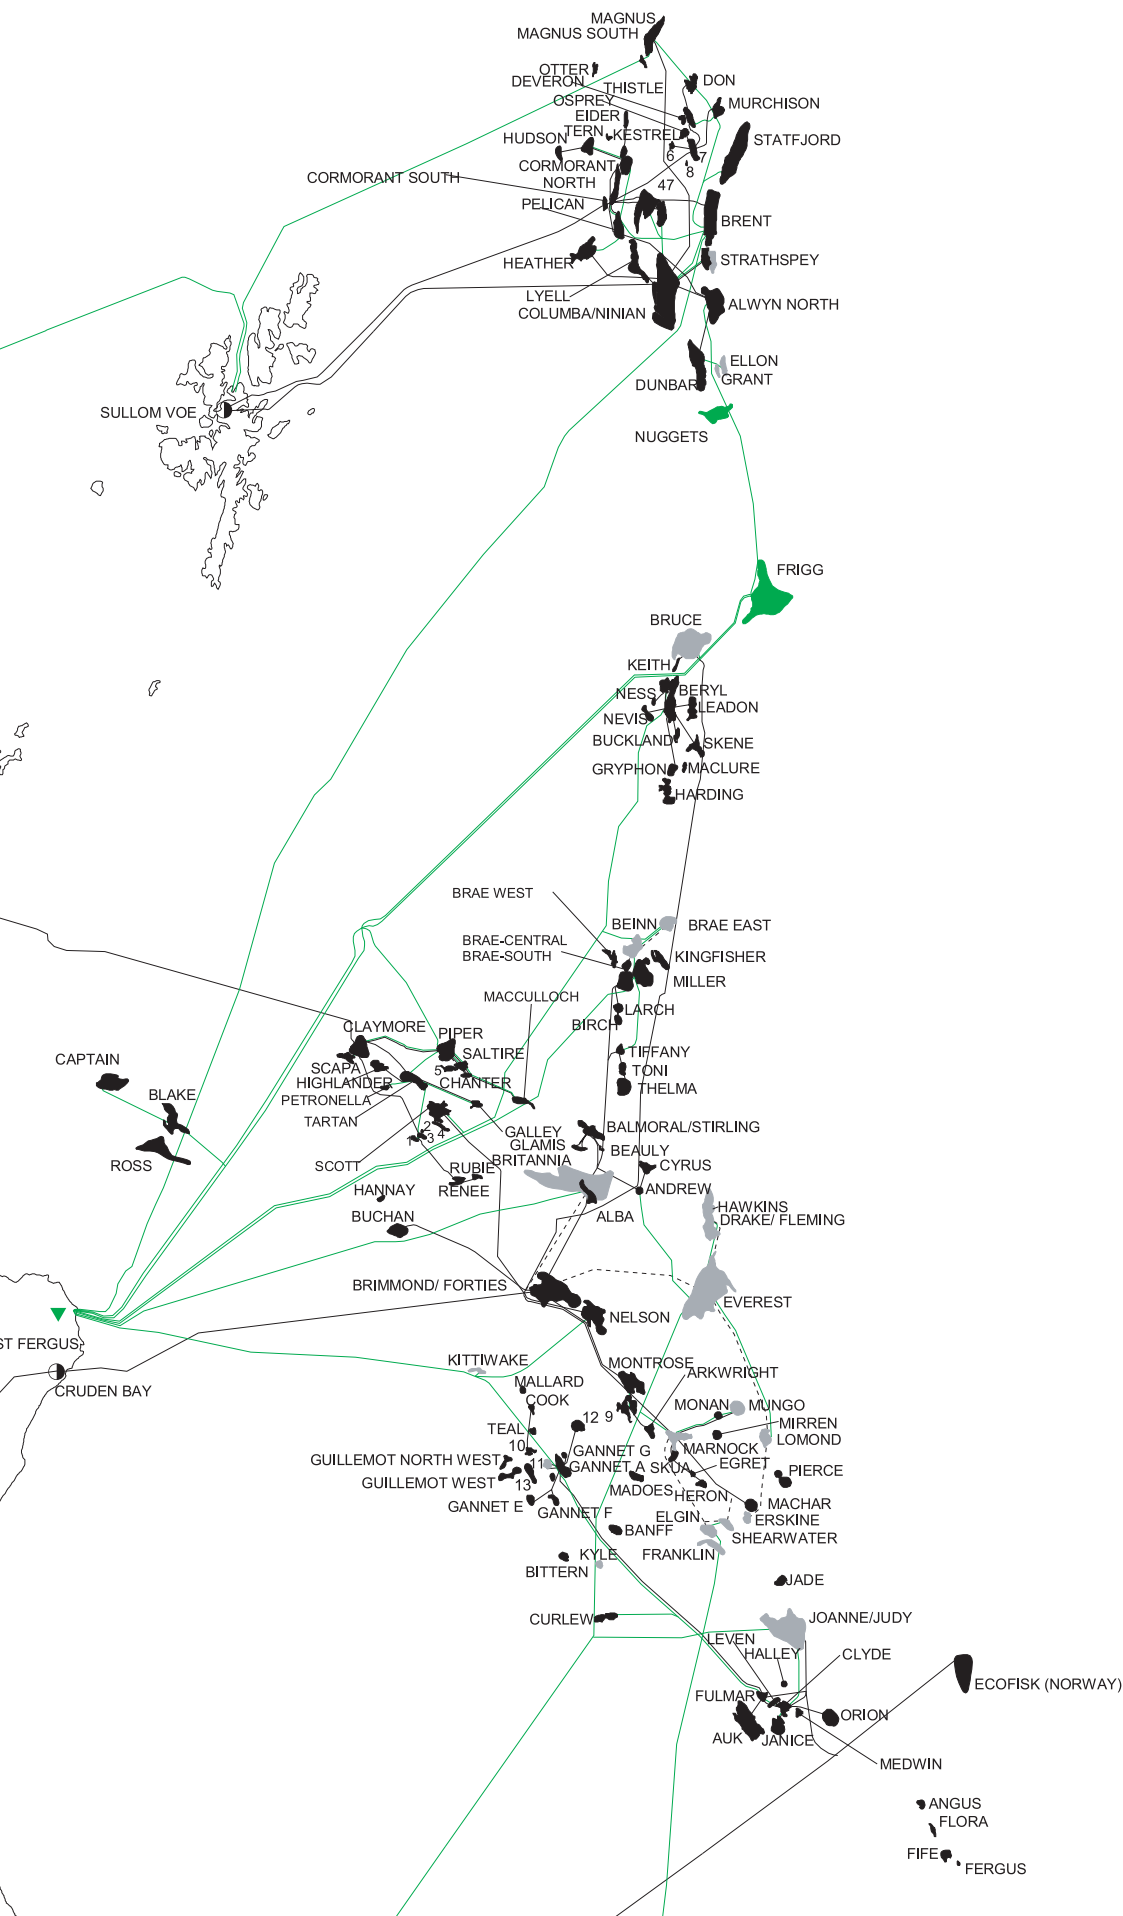 MAGNUS
MAGNUS SOUTH
OTTER
DEVERON
THISTLE
DON
OSPREY
MURCHISON
EIDER
HUDSON
TERN
KESTREL
STATFJORD
6
7
8
CORMORANT
NORTH
CORMORANT SOUTH
47
PELICAN
BRENT
HEATHER
STRATHSPEY
LYELL
COLUMBA/NINIAN
ALWYN NORTH
ELLON
DUNBAR
GRANT
SULLOM VOE
NUGGETS
FRIGG
BRUCE
KEITH
NESS
BERYL
LEADON
NEVIS
BUCKLAND
SKENE
GRYPHON
MACLURE
HARDING
BRAE WEST
BEINN
BRAE EAST
BRAE-CENTRAL
BRAE-SOUTH
KINGFISHER
MILLER
MACCULLOCH
LARCH
BIRCH
CLAYMORE
PIPER
SALTIRE
TIFFANY
CAPTAIN
SCAPA
5
TONI
HIGHLANDER
CHANTER
THELMA
BLAKE
PETRONELLA
TARTAN
2
1
3
4
GALLEY
BALMORAL/STIRLING
GLAMIS
BEAULY
ROSS
SCOTT
BRITANNIA
RUBIE
CYRUS
RENEE
HANNAY
ANDREW
BUCHAN
ALBA
HAWKINS
DRAKE/ FLEMING
BRIMMOND/ FORTIES
EVEREST
NELSON
ST FERGUS
KITTIWAKE
MONTROSE
ARKWRIGHT
CRUDEN BAY
MALLARD
COOK
MONAN
MUNGO
12
9
TEAL
MIRREN
10
LOMOND
GUILLEMOT NORTH WEST
11
GANNET G
MARNOCK
GANNET A
SKUA
EGRET
PIERCE
GUILLEMOT WEST
13
MADOES
HERON
GANNET E
GANNET F
MACHAR
ELGIN
ERSKINE
BANFF
SHEARWATER
KYLE
FRANKLIN
BITTERN
JADE
CURLEW
JOANNE/JUDY
LEVEN
HALLEY
CLYDE
ECOFISK (NORWAY)
FULMAR
ORION
AUK
JANICE
MEDWIN
ANGUS
FLORA
FIFE
FERGUS